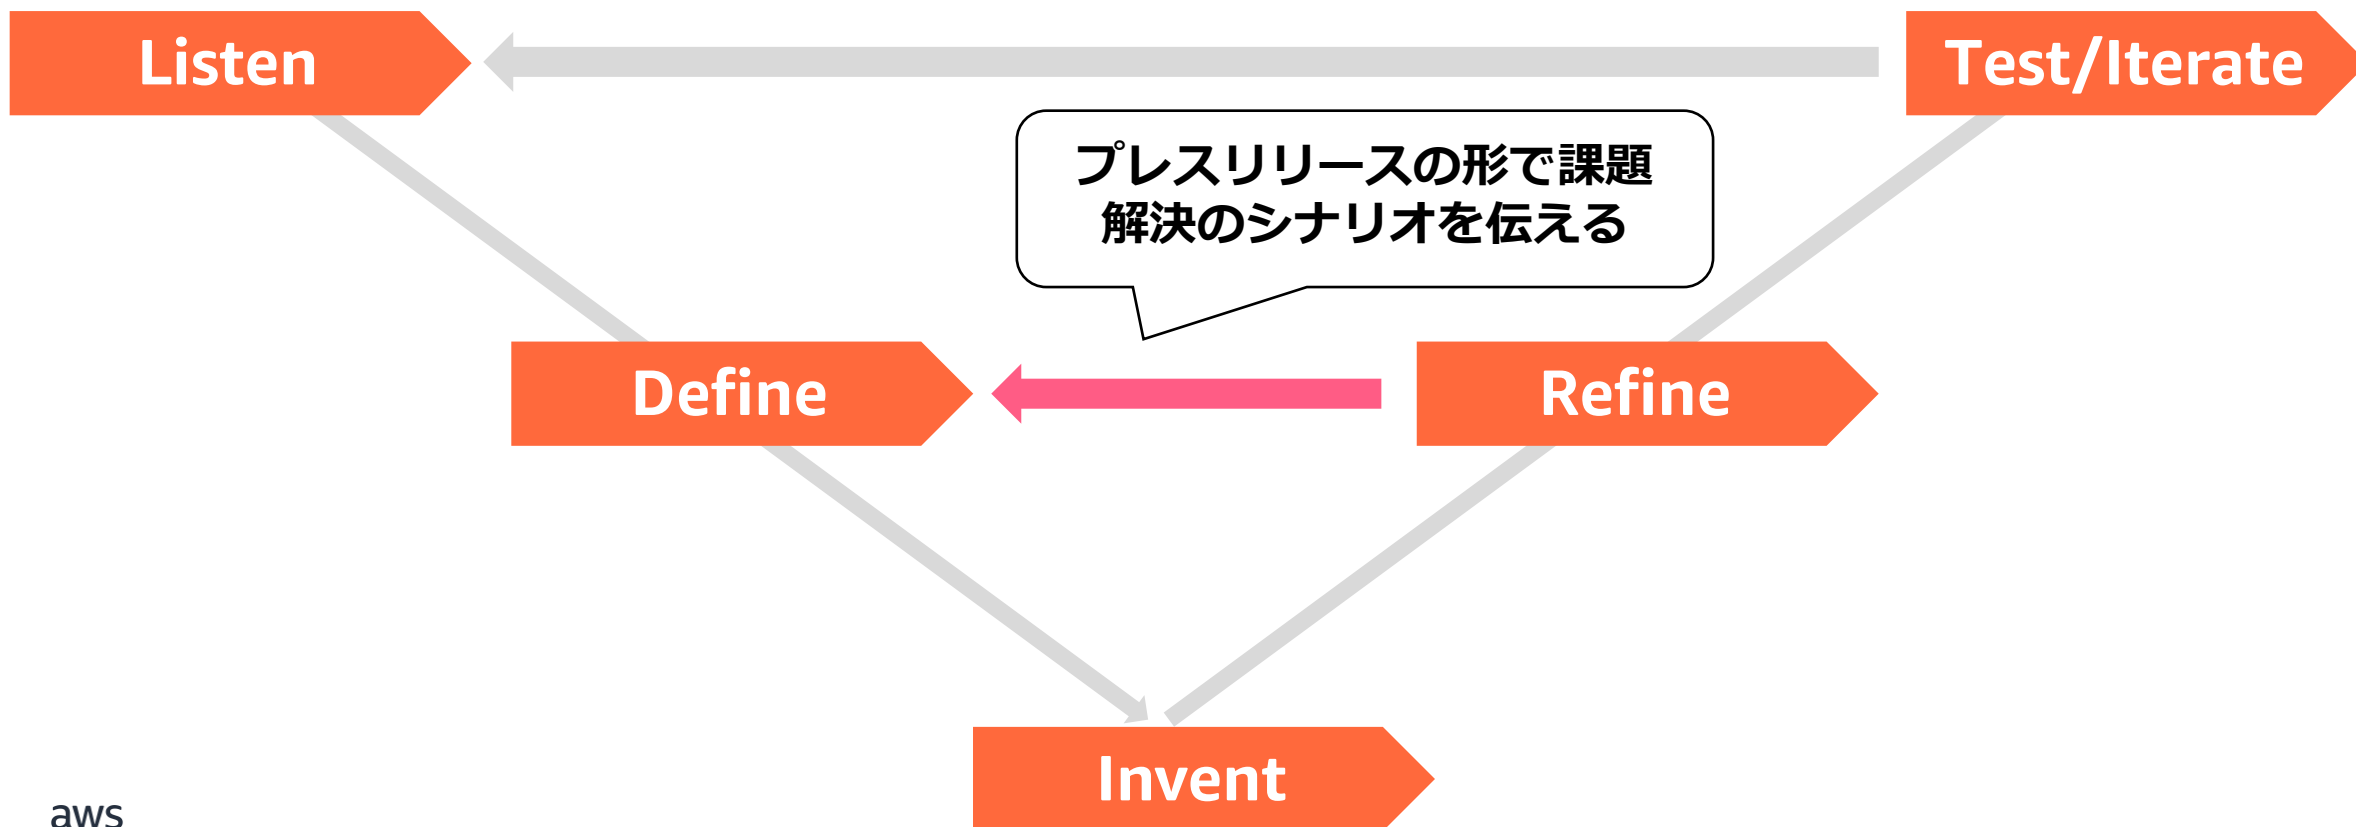 Listen
Test/Iterate
プレスリリースの形で課題
解決のシナリオを伝える
Define
Refine
Invent
aws